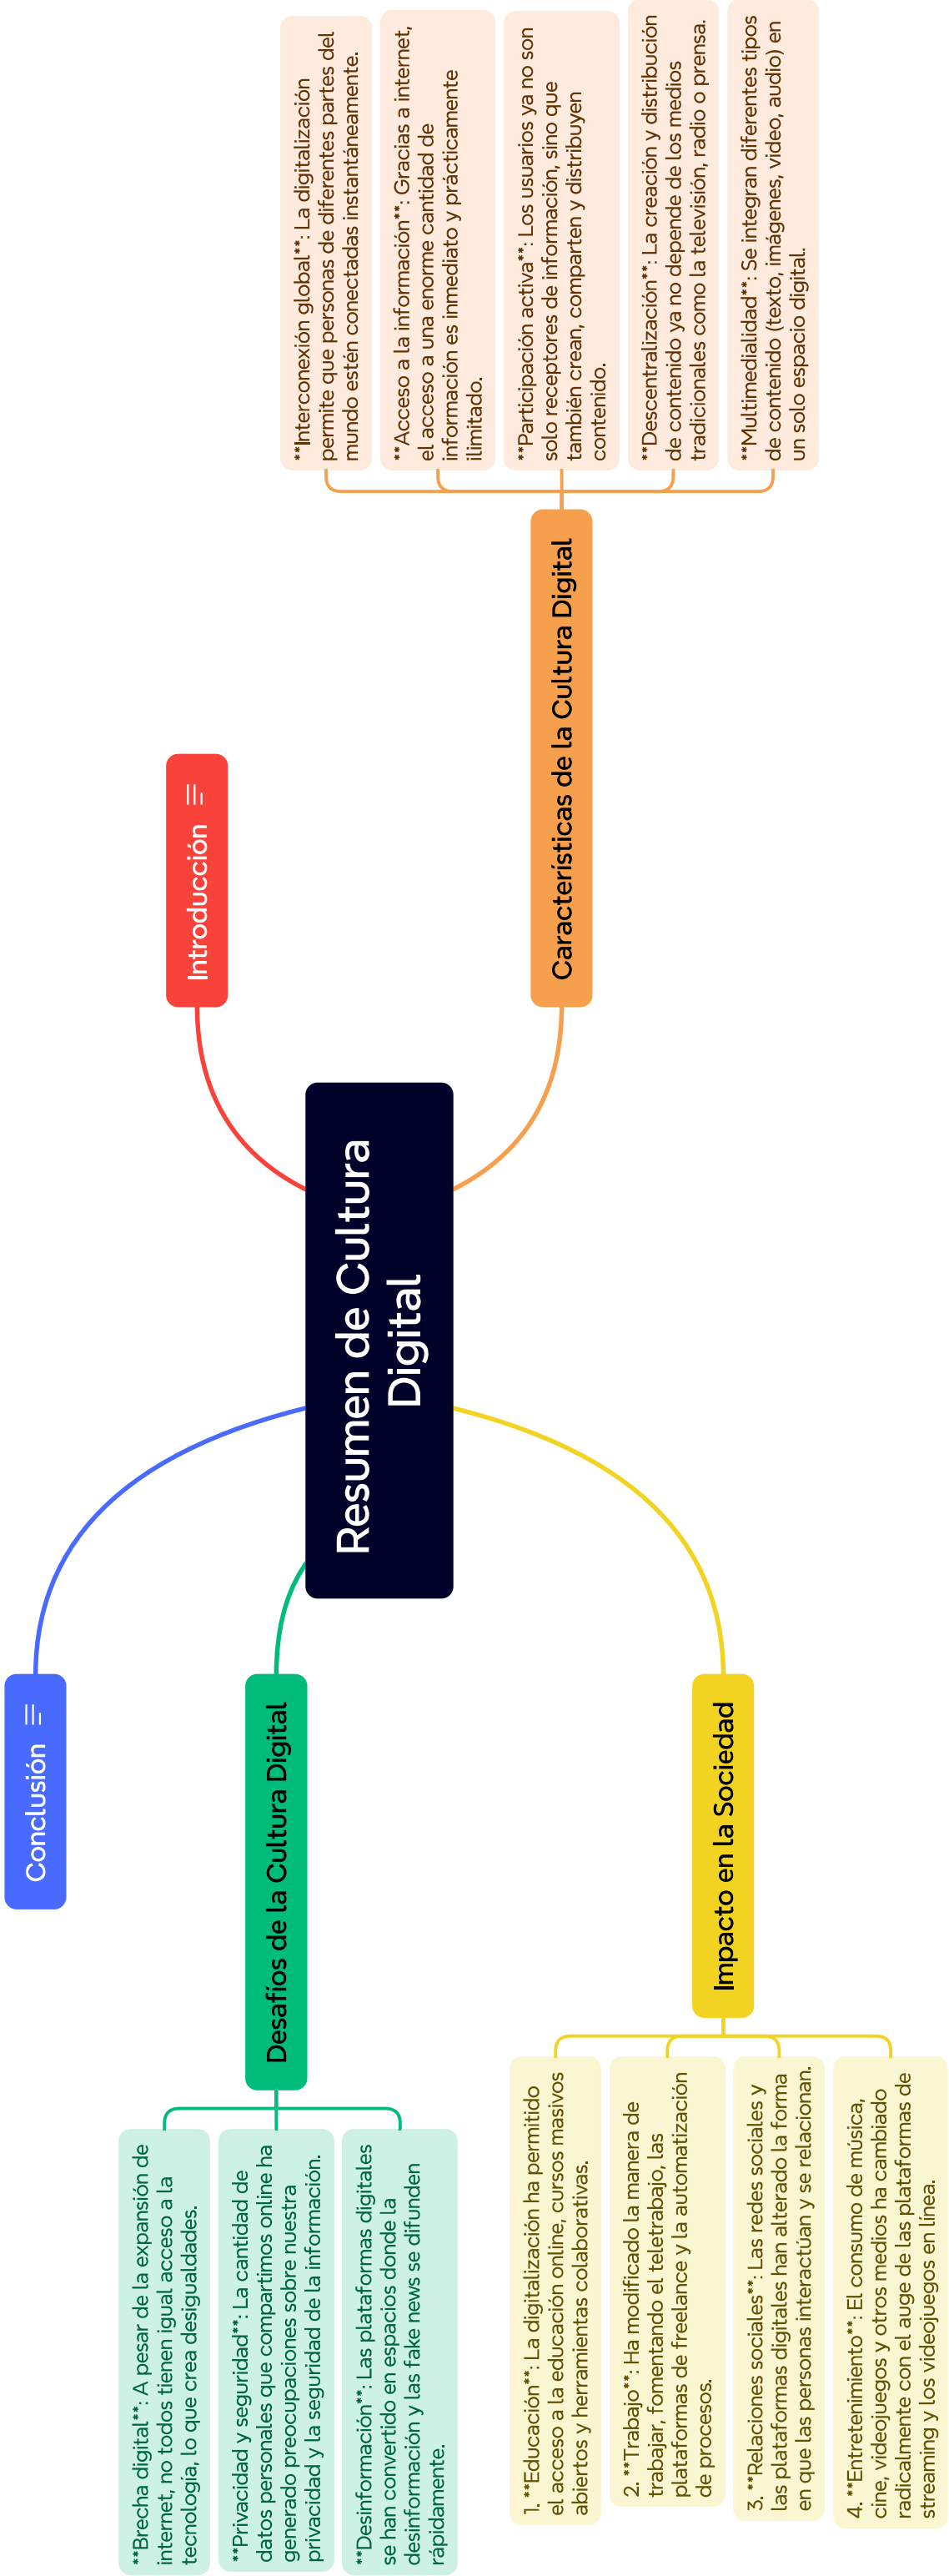 Resumen de Cultura
Digital
Introducción
Características de la Cultura Digital
**Interconexión global**: La digitalización
permite que personas de diferentes partes del
mundo estén conectadas instantáneamente.
**Acceso a la información**: Gracias a internet,
el acceso a una enorme cantidad de
información es inmediato y prácticamente
ilimitado.
**Participación activa**: Los usuarios ya no son
solo receptores de información, sino que
también crean, comparten y distribuyen
contenido.
**Descentralización**: La creación y distribución
de contenido ya no depende de los medios
tradicionales como la televisión, radio o prensa.
**Multimedialidad**: Se integran diferentes tipos
de contenido (texto, imágenes, video, audio) en
un solo espacio digital.
Impacto en la Sociedad
1. **Educación**: La digitalización ha permitido
el acceso a la educación online, cursos masivos
abiertos y herramientas colaborativas.
2. **Trabajo**: Ha modificado la manera de
trabajar, fomentando el teletrabajo, las
plataformas de freelance y la automatización
de procesos.
3. **Relaciones sociales**: Las redes sociales y
las plataformas digitales han alterado la forma
en que las personas interactúan y se relacionan.
4. **Entretenimiento**: El consumo de música,
cine, videojuegos y otros medios ha cambiado
radicalmente con el auge de las plataformas de
streaming y los videojuegos en línea.
Desafíos de la Cultura Digital
**Brecha digital**: A pesar de la expansión de
internet, no todos tienen igual acceso a la
tecnología, lo que crea desigualdades.
**Privacidad y seguridad**: La cantidad de
datos personales que compartimos online ha
generado preocupaciones sobre nuestra
privacidad y la seguridad de la información.
**Desinformación**: Las plataformas digitales
se han convertido en espacios donde la
desinformación y las fake news se difunden
rápidamente.
Conclusión